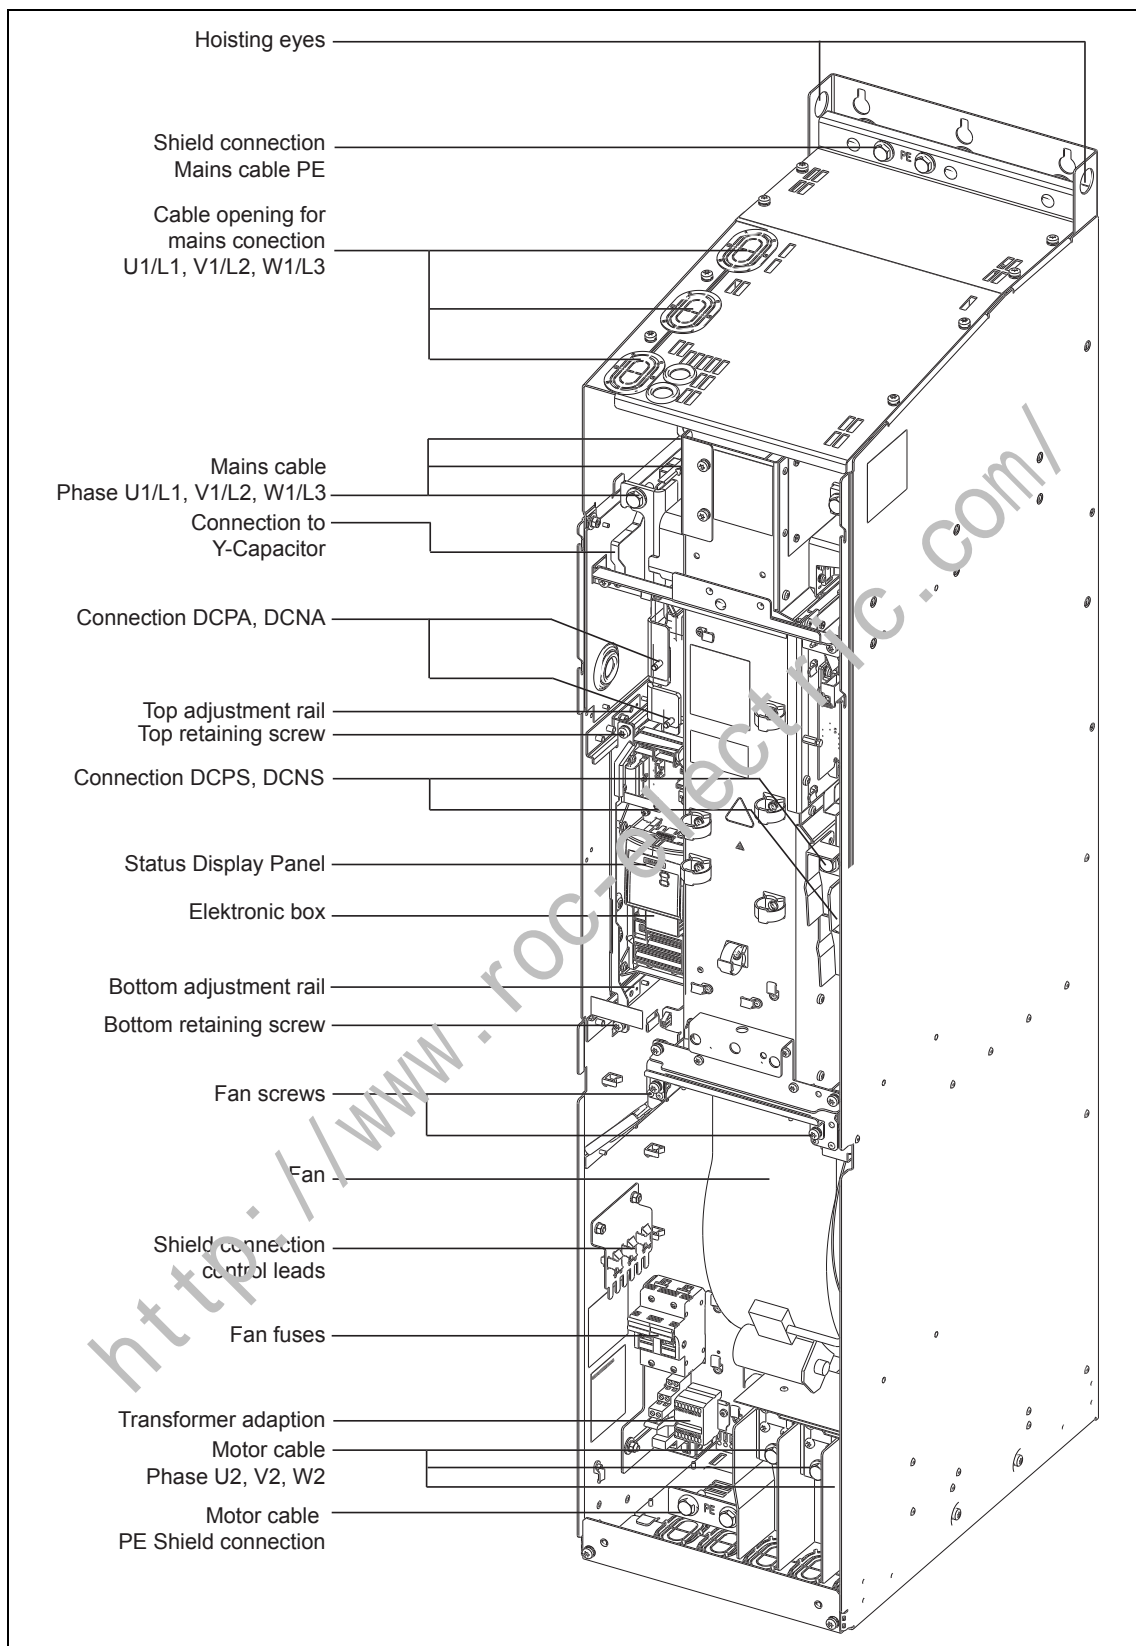 Hoisting eyes
Shield connection
Mains cable PE
PE
Cable opening for
mains conection
U1/L1, V1/L2, W1/L3
Mains cable
Phase U1/L1, V1/L2, W1/L3
Connection to
Y-Capacitor
Connection DCPA, DCNA
Top adjustment rail
Top retaining screw
Connection DCPS, DCNS
Status Display Panel
Elektronic box
Bottom adjustment rail
Bottom retaining screw
Fan screws
Fan
Shield connection
control leads
Fan fuses
Transformer adaption
Motor cable
Phase U2, V2, W2
Motor cable
PE Shield connection
PE
http://www.roc-electric.com/